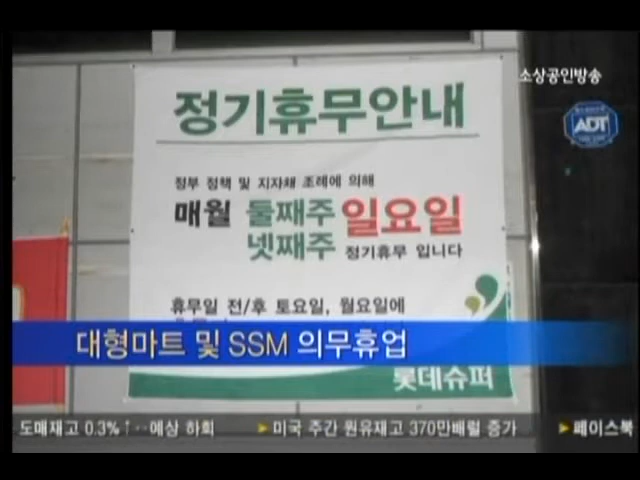 소상공인방송
정기휴무안내
ADT
정부 정책 및 지자체 조례에 의해
매월 둘째주 일요일
넷째주 정기휴무 입니다
휴무일 전/후 토요일, 월요일에
대형마트 및 SSM 의무휴업
롯데슈퍼
도매재고 0.3%↑‥예상 하회 ▶미국 주간 원유재고 370만배럴 증가 ▶페이스북